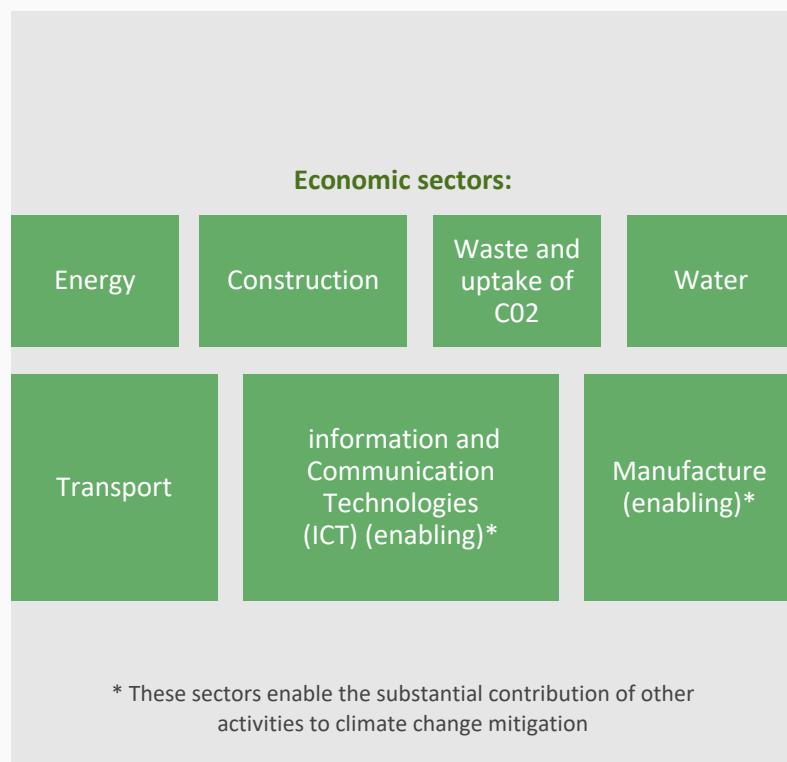 Economic sectors:
Energy
Construction
Waste and
uptake of
C02
Water
Transport
information and
Communication
Technologies
(ICT) (enabling)*
Manufacture
(enabling)*
* These sectors enable the substantial contribution of other
activities to climate change mitigation